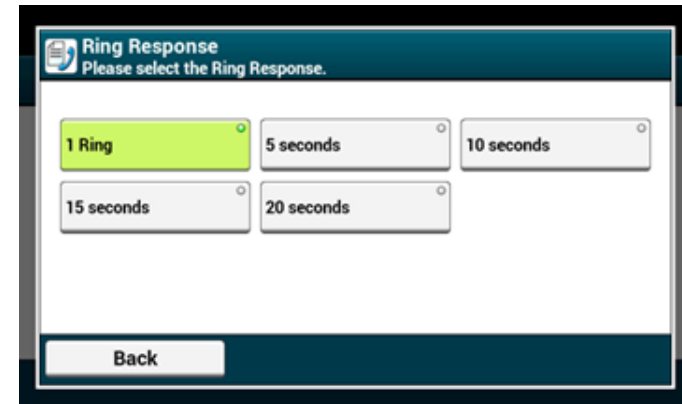 Ring Response
Please select the Ring Response.
1 Ring
5 seconds
10 seconds
15 seconds
20 seconds
Back